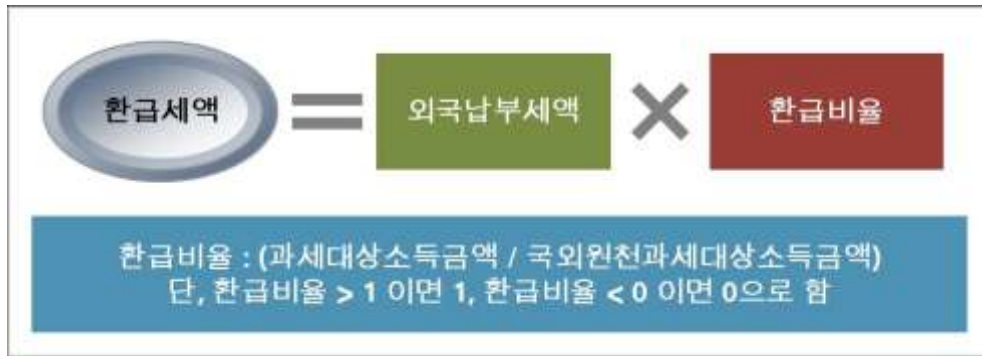 환급세액 = 외국납부세액 × 환급비율
환급비율 : (과세대상소득금액 / 국외원천과세대상소득금액)
단, 환급비율 > 1 이면 1, 환급비율 < 0 이면 0으로 함